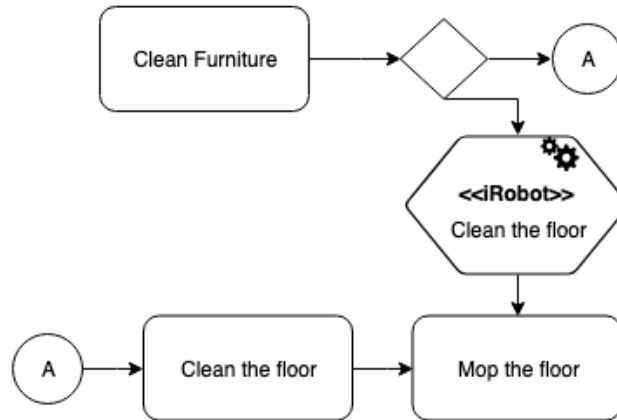 Clean Furniture
A
<<iRobot>>
Clean the floor
A
Clean the floor
Mop the floor